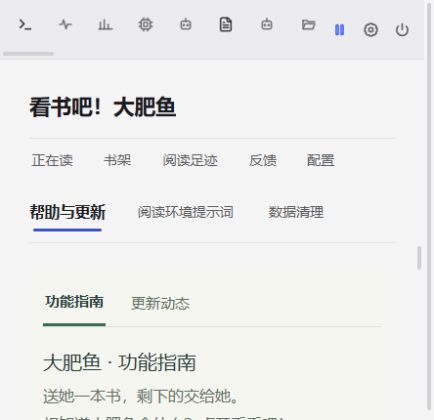 看书吧！大肥鱼
正在读 书架 阅读足迹 反馈 配置
帮助与更新 阅读环境提示词 数据清理
功能指南 更新动态
大肥鱼 · 功能指南
送她一本书，剩下的交给她。